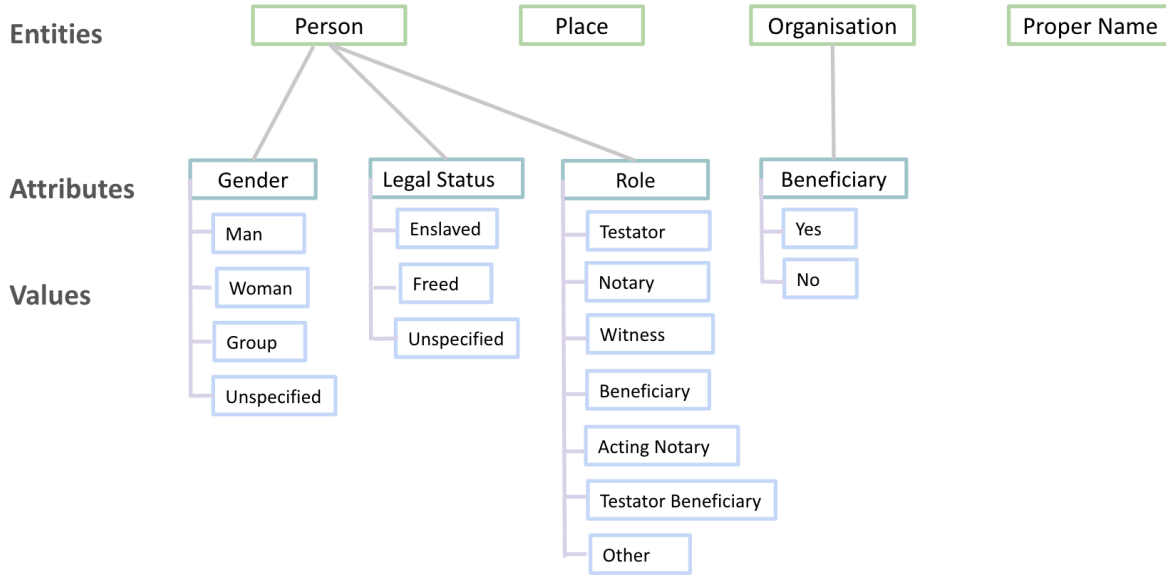 Entities
Person
Place
Organisation
Proper Name
Attributes
Gender
Legal Status
Role
Beneficiary
Values
Man
Woman
Group
Unspecified
Enslaved
Freed
Unspecified
Testator
Notary
Witness
Beneficiary
Acting Notary
Testator Beneficiary
Other
Yes
No